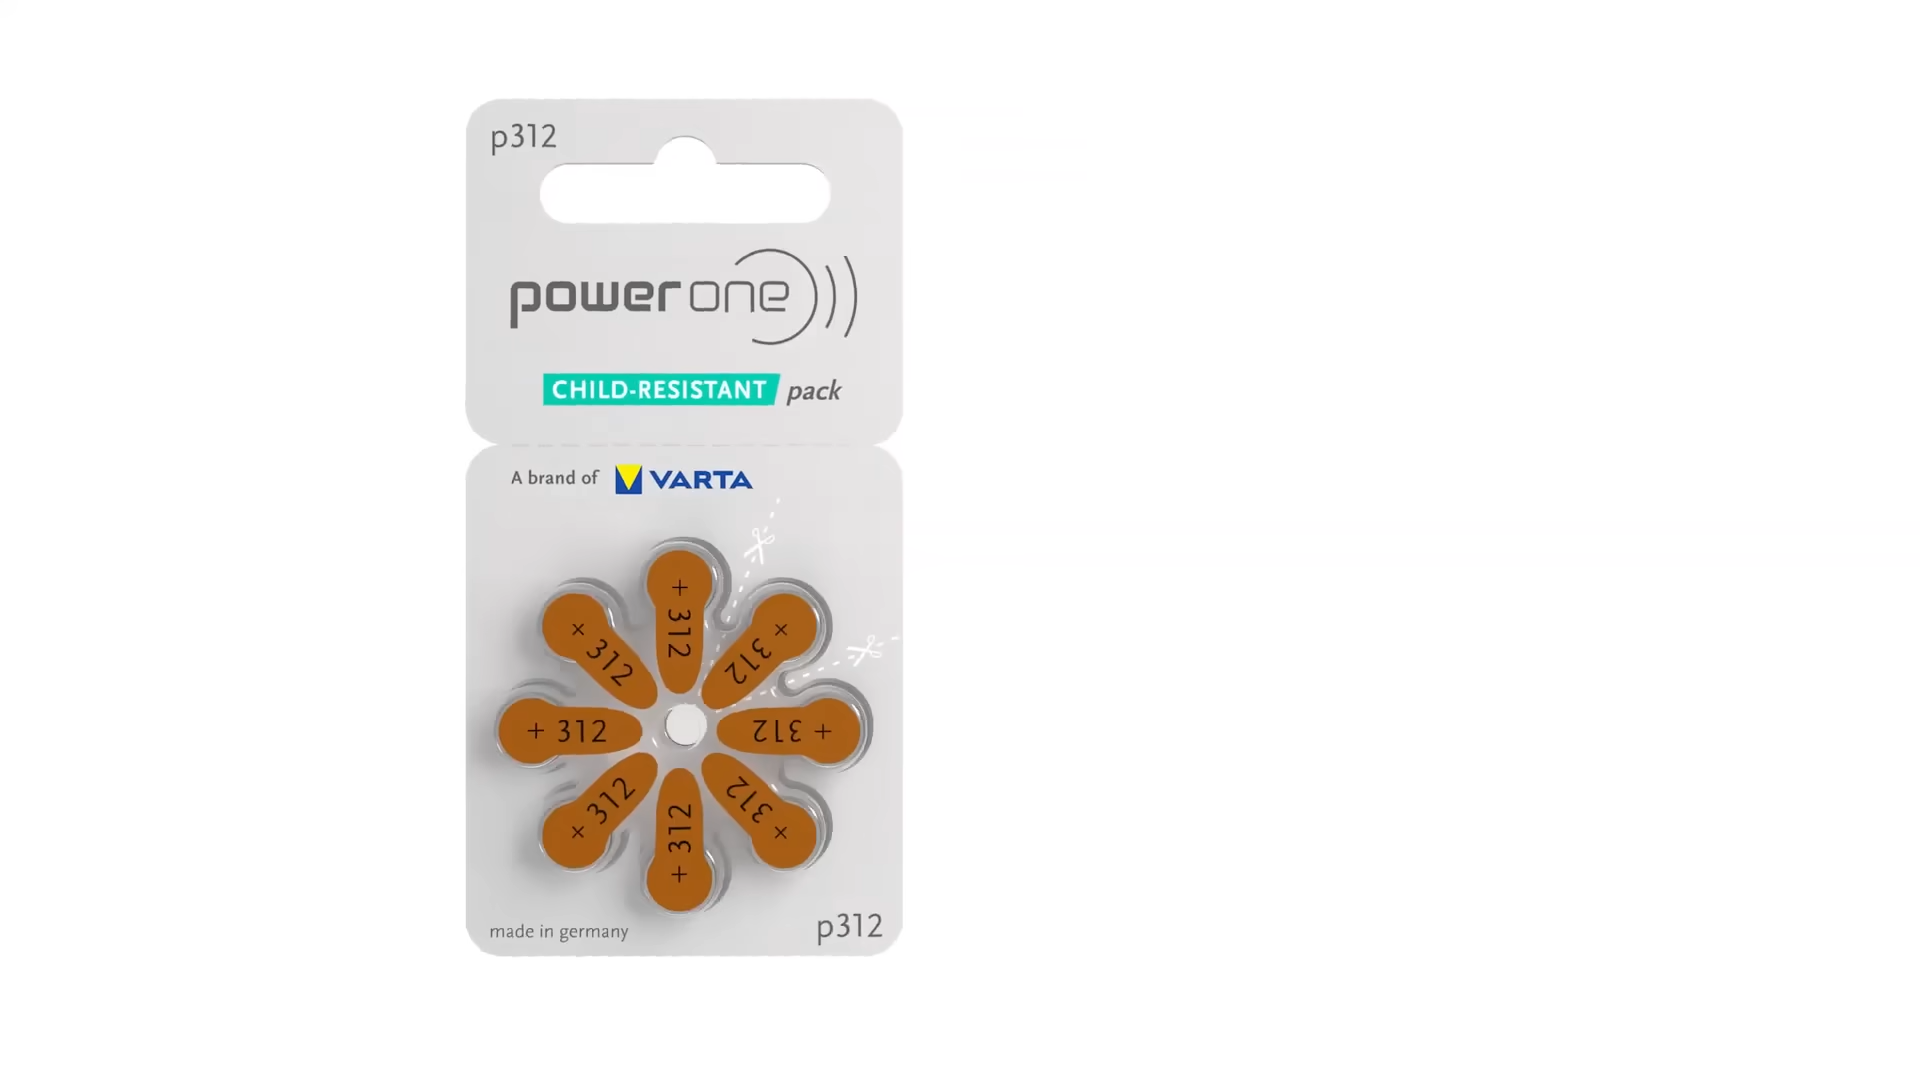 p312
power one
CHILD-RESISTANT pack
A brand of VARTA
+ 312
+ 312
+ 312
+ 312
+ 312
+ 312
+ 312
+ 312
made in germany
p312